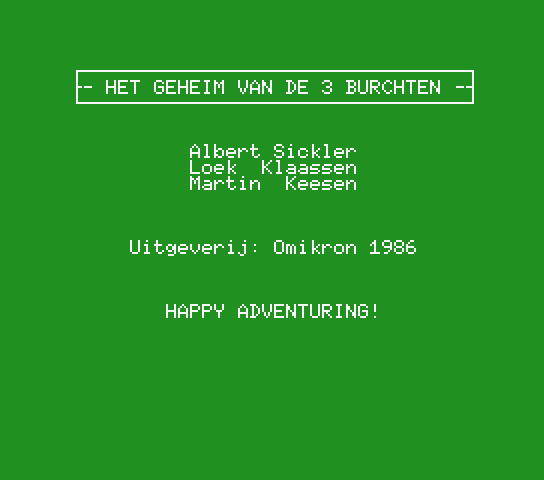 -- HET GEHEIM VAN DE 3 BURCHTEN --
Albert Sickler
Loek  Klaassen
Martin  Keesen
Uitgeverij: Omikron 1986
HAPPY ADVENTURING!